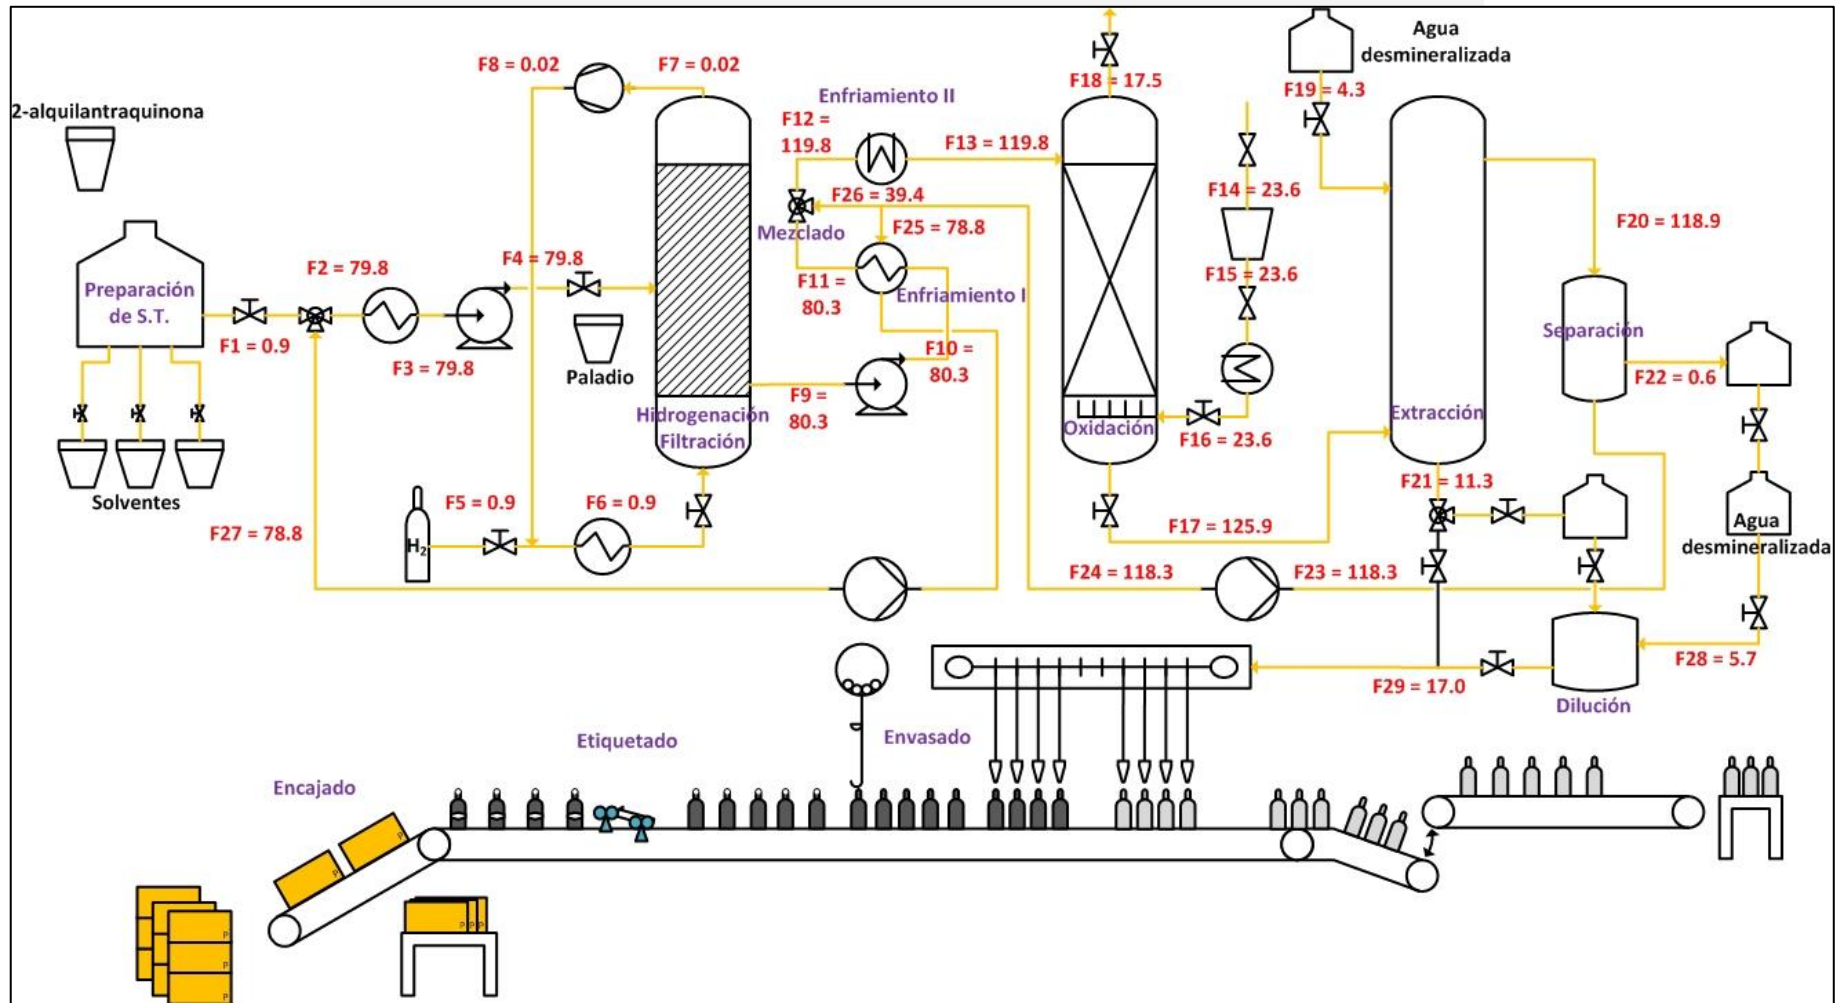 F8 = 0.02
F7 = 0.02
F18 = 17.5
Agua
desmineralizada
F19 = 4.3
2-alquilantraquinona
Enfriamiento II
F12 =
119.8
F13 = 119.8
F26 = 39.4
F14 = 23.6
F20 = 118.9
Mezclado
F25 = 78.8
F2 = 79.8
F4 = 79.8
F15 = 23.6
Preparación
de S.T.
F11 =
80.3
Enfriamiento I
Separación
F1 = 0.9
F3 = 79.8
Paladio
F10 =
80.3
F22 = 0.6
F9 =
80.3
Hidrogenación
Filtración
Oxidación
F16 = 23.6
Extracción
Solventes
F5 = 0.9
F6 = 0.9
F21 = 11.3
F27 = 78.8
H2
F17 = 125.9
Agua
desmineralizada
F24 = 118.3
F23 = 118.3
F28 = 5.7
F29 = 17.0
Dilución
Etiquetado
Envasado
Encajado
P
P
P
P
P
P P P